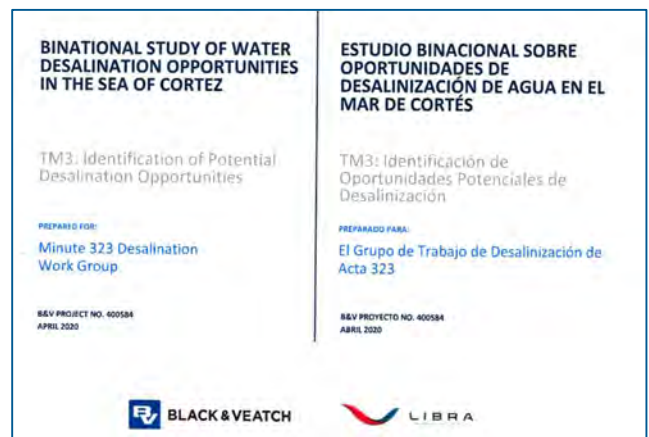 BINATIONAL STUDY OF WATER
DESALINATION OPPORTUNITIES
IN THE SEA OF CORTEZ
TM3: Identification of Potential
Desalination Opportunities
PREPARED FOR:
Minute 323 Desalination
Work Group
B&V PROJECT NO. 400584
APRIL 2020
ESTUDIO BINACIONAL SOBRE
OPORTUNIDADES DE
DESALINIZACIÓN DE AGUA EN EL
MAR DE CORTÉS
TM3: Identificación de
Oportunidades Potenciales de
Desalinización
PREPARADO PARA:
El Grupo de Trabajo de Desalinización de
Acta 323
B&V PROYECTO NO. 400584
ABRIL 2020
BV BLACK & VEATCH
LIBRA